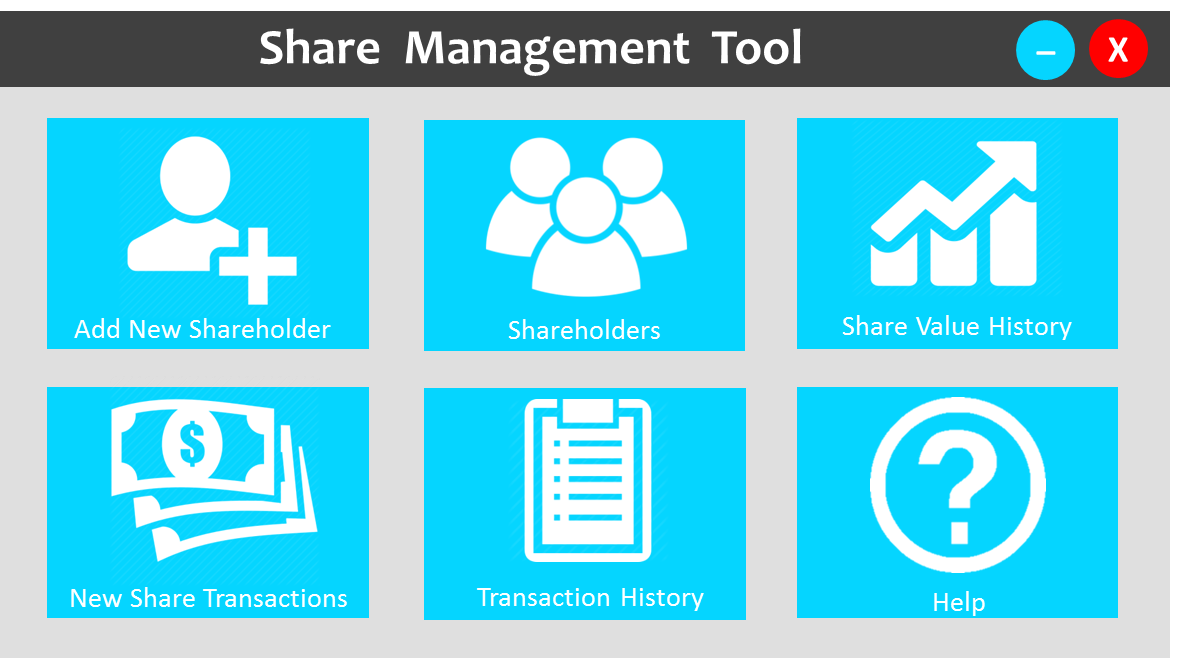 Share Management Tool
–
X
Add New Shareholder
Shareholders
Share Value History
$
New Share Transactions
Transaction History
?
Help